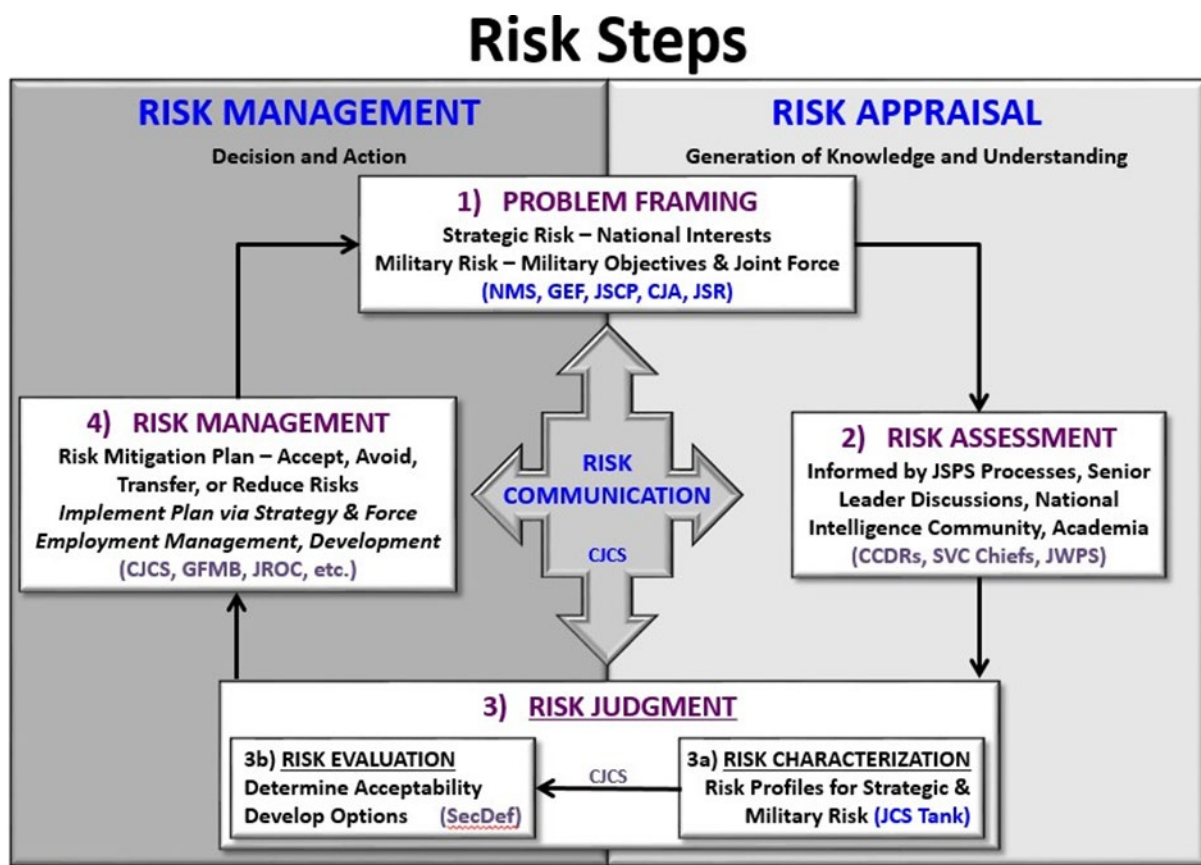 Risk Steps
RISK MANAGEMENT
Decision and Action
RISK APPRAISAL
Generation of Knowledge and Understanding
1) PROBLEM FRAMING
Strategic Risk – National Interests
Military Risk – Military Objectives & Joint Force
(NMS, GEF, JSCP, CJA, JSR)
2) RISK ASSESSMENT
Informed by JSPS Processes, Senior
Leader Discussions, National
Intelligence Community, Academia
(CCDRs, SVC Chiefs, JWPS)
4) RISK MANAGEMENT
Risk Mitigation Plan – Accept, Avoid,
Transfer, or Reduce Risks
Implement Plan via Strategy & Force
Employment Management, Development
(CJCS, GFMB, JROC, etc.)
RISK
COMMUNICATION
CJCS
3) RISK JUDGMENT
3b) RISK EVALUATION
Determine Acceptability
Develop Options (SecDef)
CJCS
3a) RISK CHARACTERIZATION
Risk Profiles for Strategic &
Military Risk (JCS Tank)